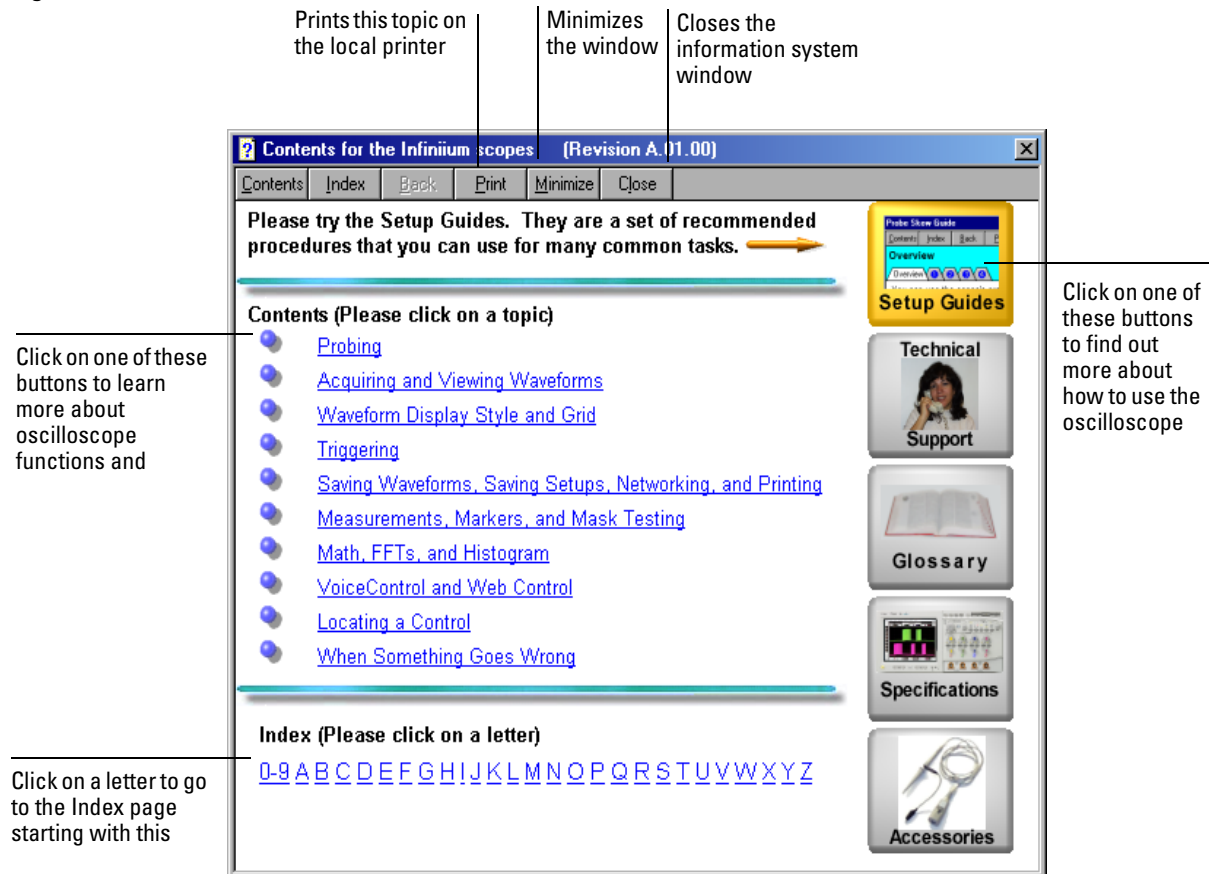 Prints this topic on
the local printer
Minimizes
the window
Closes the
information system
window
Contents for the Infiniium scopes (Revision A.01.00)
Contents Index Back Print Minimize Close
Please try the Setup Guides. They are a set of recommended
procedures that you can use for many common tasks.
Probe Skew Guide
Contents Index Back P
Overview
Overview 1 2 3 4
Setup Guides
Click on one of
these buttons
to find out
more about
how to use the
oscilloscope
Contents (Please click on a topic)
Click on one of these
buttons to learn
more about
oscilloscope
functions and
Probing
Acquiring and Viewing Waveforms
Waveform Display Style and Grid
Triggering
Saving Waveforms, Saving Setups, Networking, and Printing
Measurements, Markers, and Mask Testing
Math, FFTs, and Histogram
VoiceControl and Web Control
Locating a Control
When Something Goes Wrong
Technical
Support
Glossary
Specifications
Accessories
Index (Please click on a letter)
0-9 A B C D E F G H I J K L M N O P Q R S T U V W X Y Z
Click on a letter to go
to the Index page
starting with this